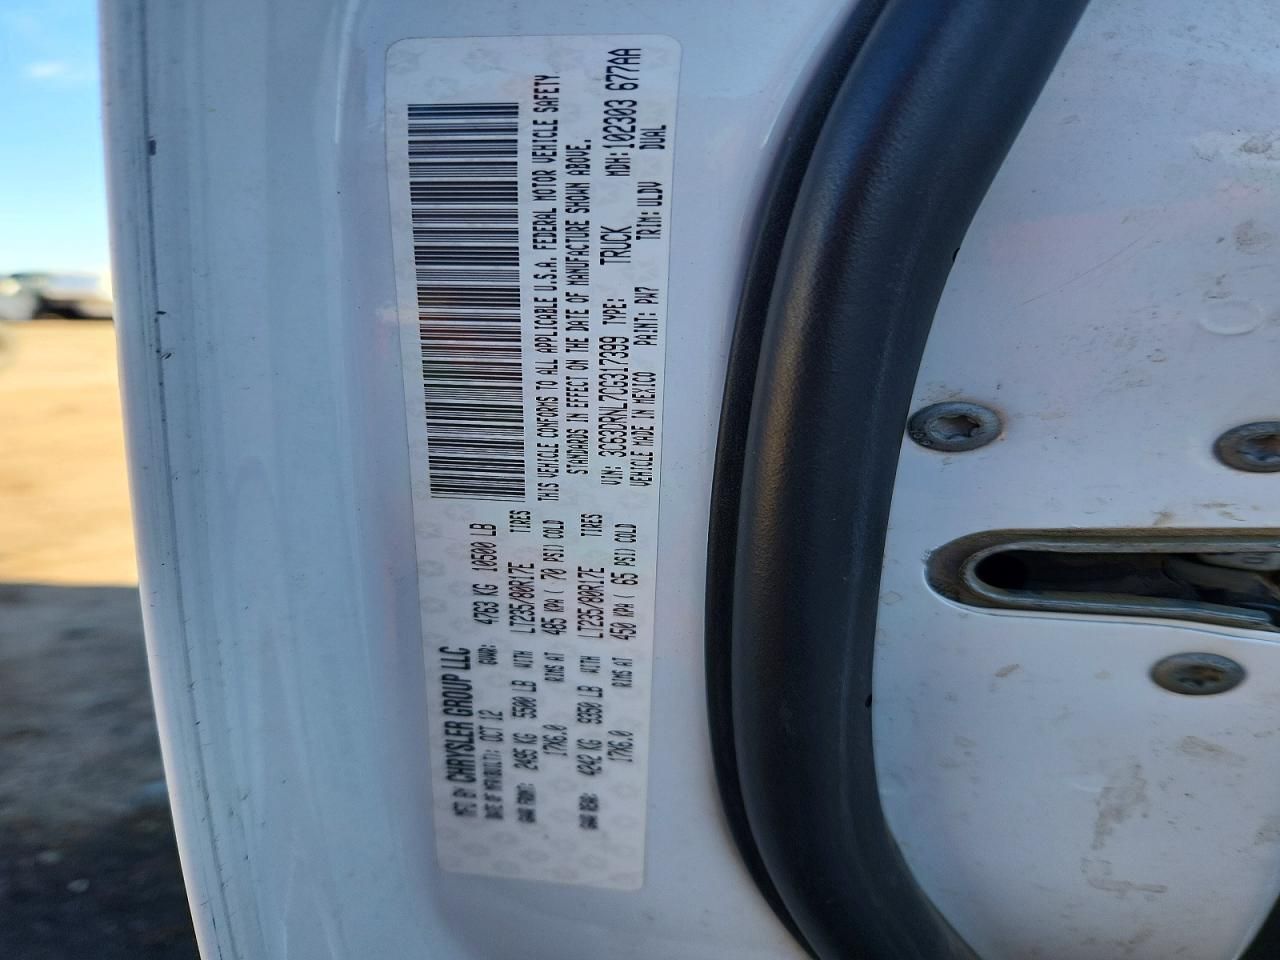 MFD BY CHRYSLER GROUP LLC
DATE OF MFR(BUILT): OCT 12 GVWR: 4763 KG 10500 LB
GAWR FRONT: 2495 KG 5500 LB WITH LT235/80R17E TIRES
17X6.0 RIMS AT 485 KPA ( 70 PSI) COLD
GAWR REAR: 4242 KG 9350 LB WITH LT235/80R17E TIRES
17X6.0 RIMS AT 450 KPA ( 65 PSI) COLD
THIS VEHICLE CONFORMS TO ALL APPLICABLE U.S.A. FEDERAL MOTOR VEHICLE SAFETY
STANDARDS IN EFFECT ON THE DATE OF MANUFACTURE SHOWN ABOVE.
VIN: 3C63DRNL7CG317399 TYPE: TRUCK MDH:102303 677AA
VEHICLE MADE IN MEXICO PAINT: PW7 TRIM: ULDV DUAL